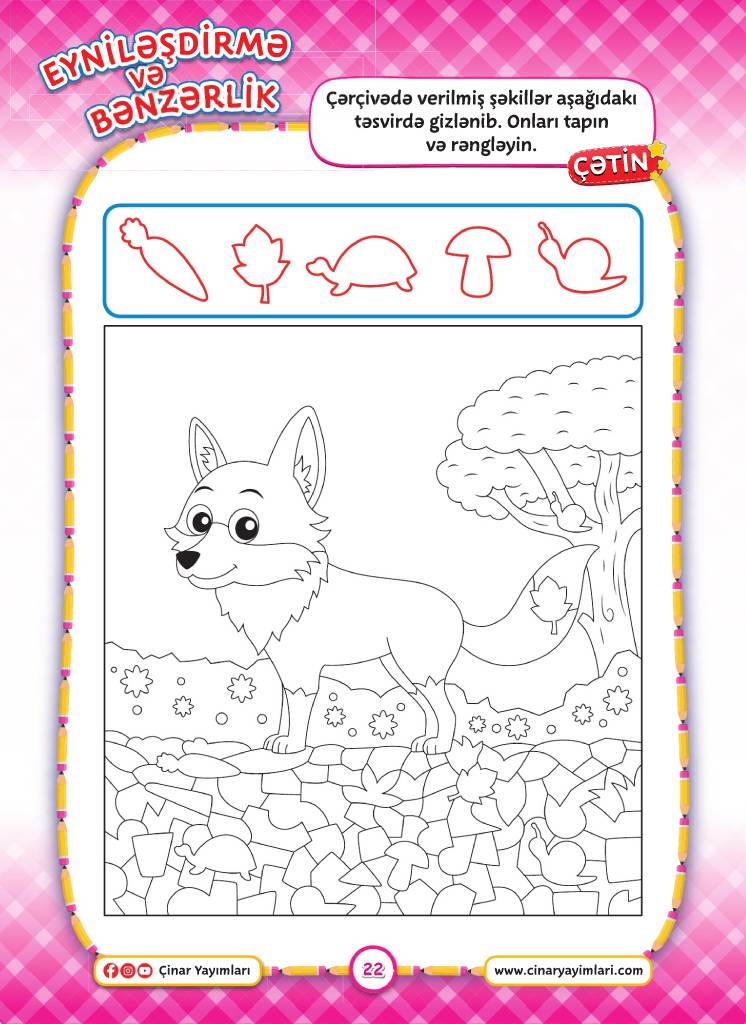 EYNİLƏŞDİRMƏ
VƏ
BƏNZƏRLİK
Çərçivədə verilmiş şəkillər aşağıdakı
təsvirdə gizlənib. Onları tapın
və rəngləyin.
ÇƏTİN
Çinar Yayımları
22
www.cinaryayimlari.com